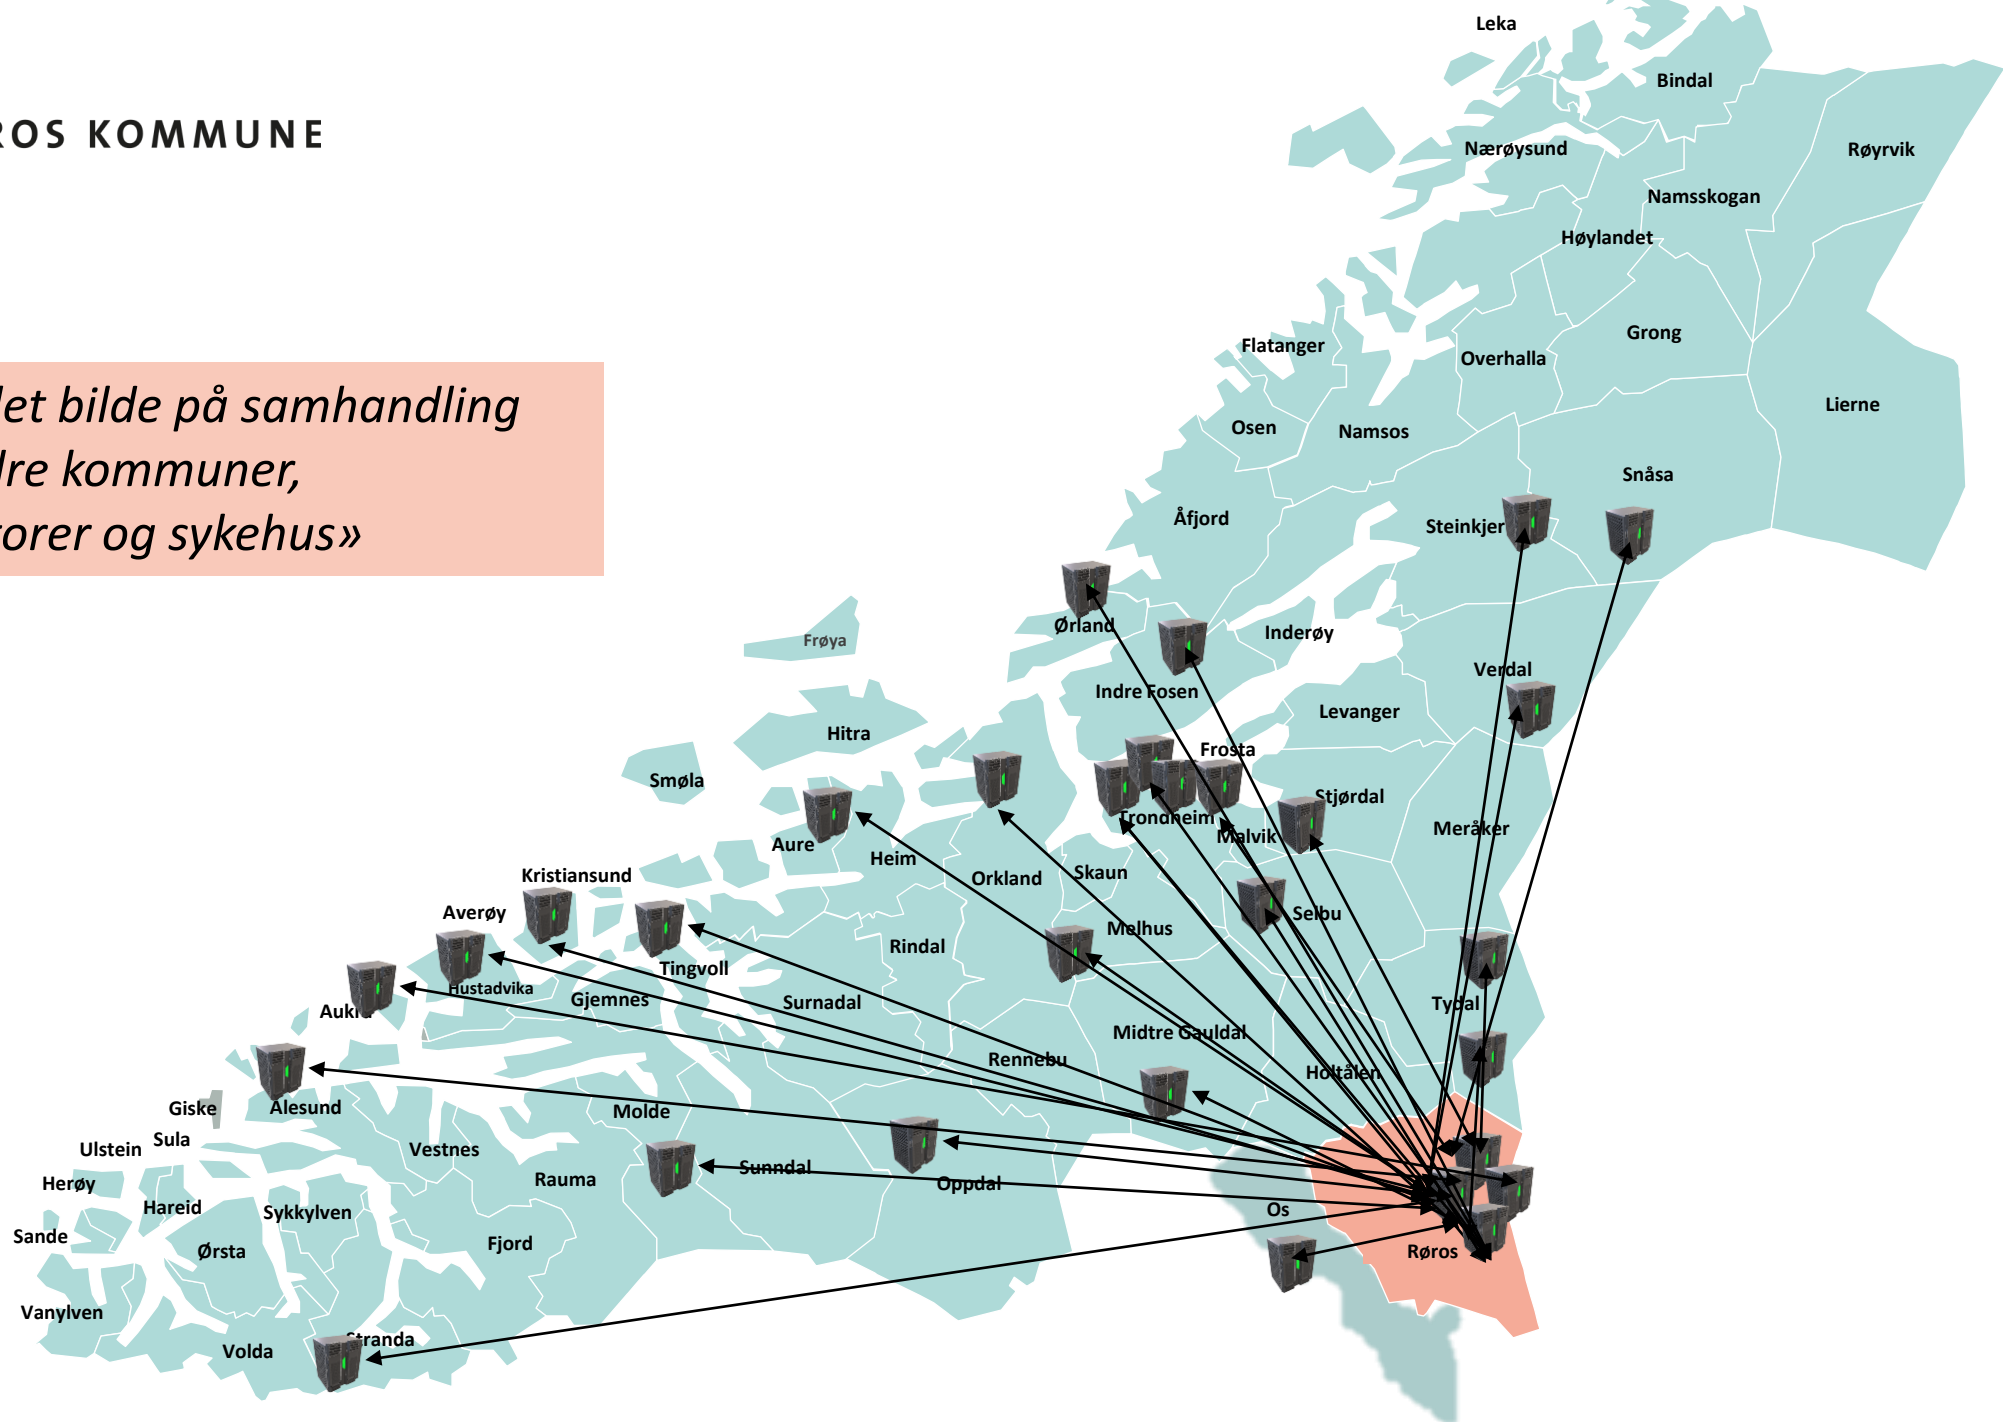 Leka
Bindal
ROS KOMMUNE
Nærøysund
Røyrvik
Namsskogan
Høylandet
Grong
Flatanger
Overhalla
let bilde på samhandling
dre kommuner,
orer og sykehus»
Lierne
Osen
Namsos
Snåsa
Åfjord
Steinkjer
Ørland
Inderøy
Frøya
Verdal
Indre Fosen
Levanger
Hitra
Frosta
Smøla
Stjørdal
Trondheim
Malvik
Meråker
Aure
Heim
Kristiansund
Orkland
Skaun
Averøy
Selbu
Melhus
Rindal
Tingvoll
Hustadvika
Gjemnes
Surnadal
Aukra
Tydal
Midtre Gauldal
Rennebu
Holtålen
Giske
Ålesund
Molde
Ulstein
Sula
Vestnes
Sunndal
Rauma
Oppdal
Herøy
Hareid
Sykkylven
Os
Sande
Ørsta
Fjord
Røros
Vanylven
Stranda
Volda